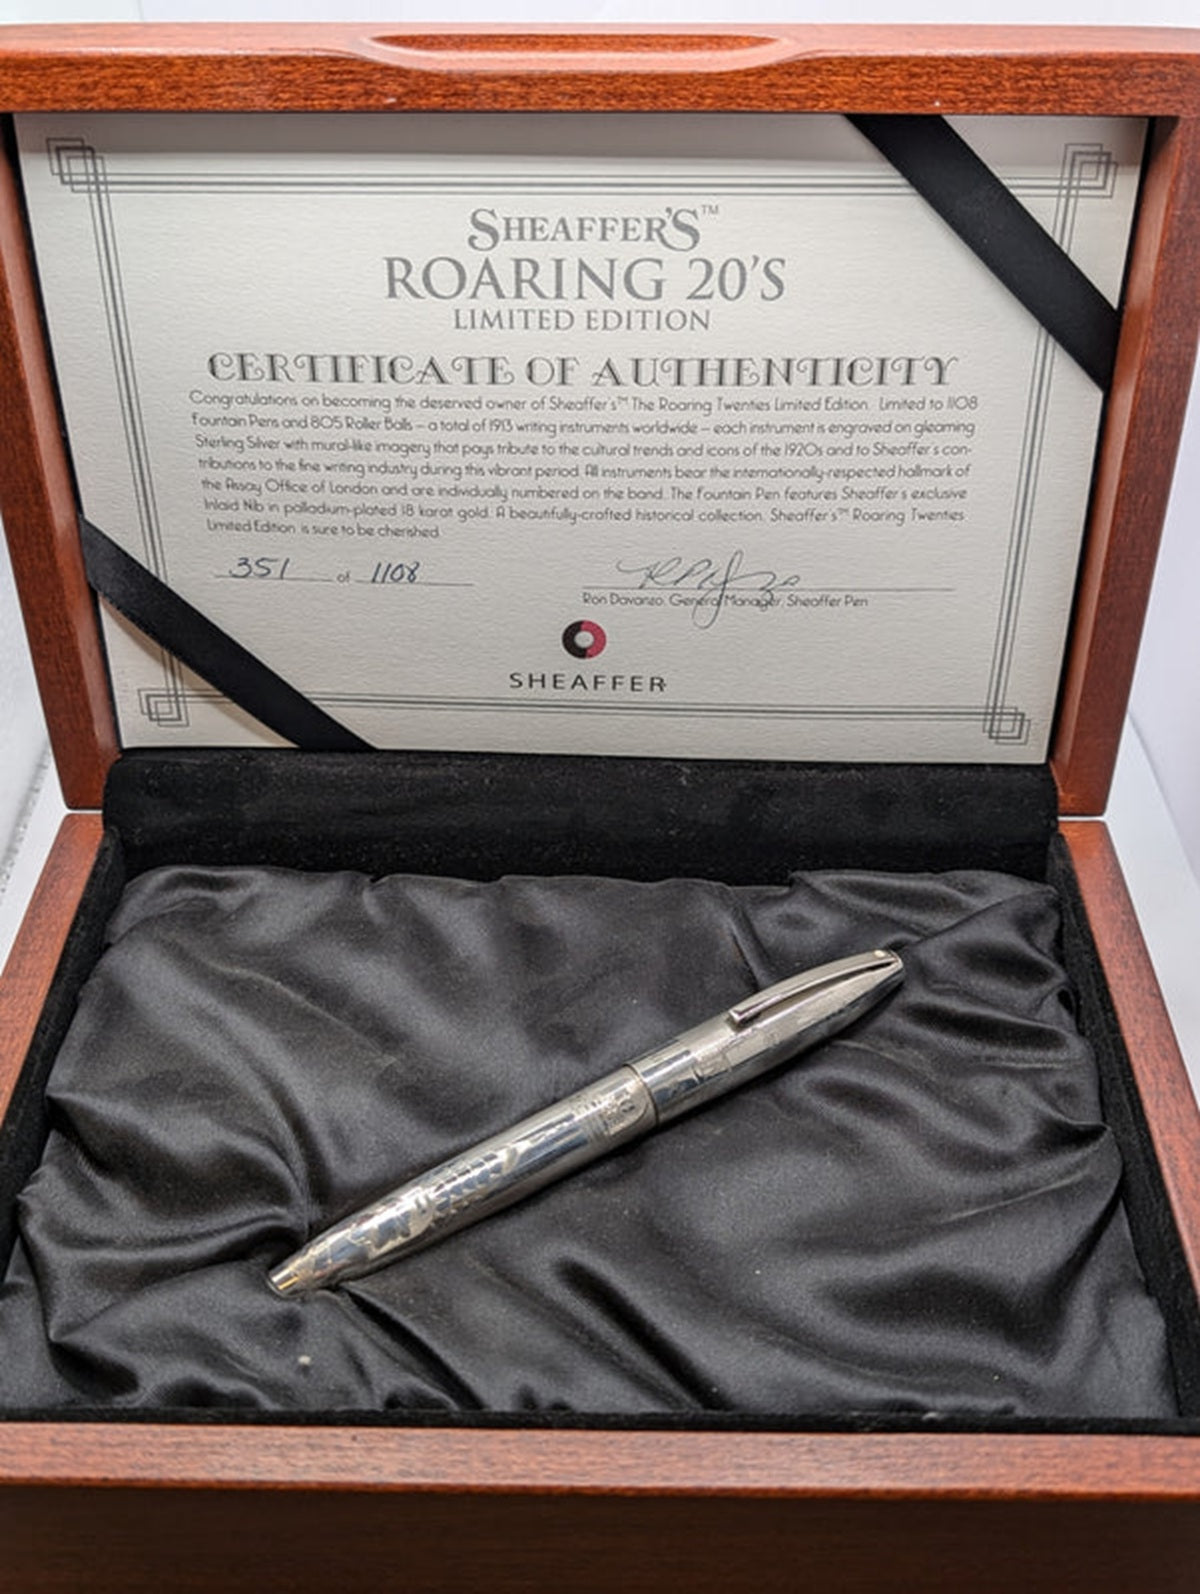 SHEAFFER'S™
ROARING 20'S
LIMITED EDITION
CERTIFICATE OF AUTHENTICITY
Congratulations on becoming the deserved owner of Sheaffer's™ The Roaring Twenties Limited Edition. Limited to 1108
Fountain Pens and 805 Roller Balls – a total of 1913 writing instruments worldwide – each instrument is engraved on gleaming
Sterling Silver with mural-like imagery that pays tribute to the cultural trends and icons of the 1920s and to Sheaffer's con-
tributions to the fine writing industry during this vibrant period. All instruments bear the internationally-respected hallmark of
the Assay Office of London and are individually numbered on the band. The Fountain Pen features Sheaffer's exclusive
Inlaid Nib in palladium-plated 18 karat gold. A beautifully-crafted historical collection, Sheaffer's™ Roaring Twenties
Limited Edition is sure to be cherished.
351 of 1108
Ron Davanzo, General Manager, Sheaffer Pen
SHEAFFER